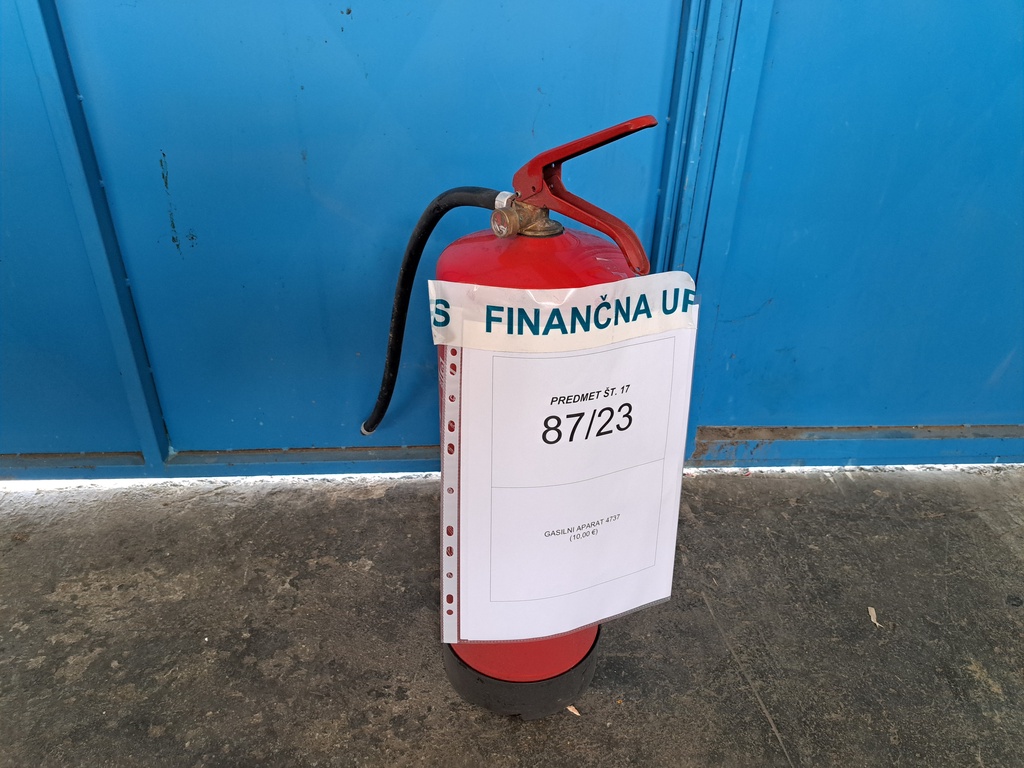 S FINANČNA UP
PREDMET ŠT. 17
87/23
GASILNI APARAT 4737
(10,00 €)